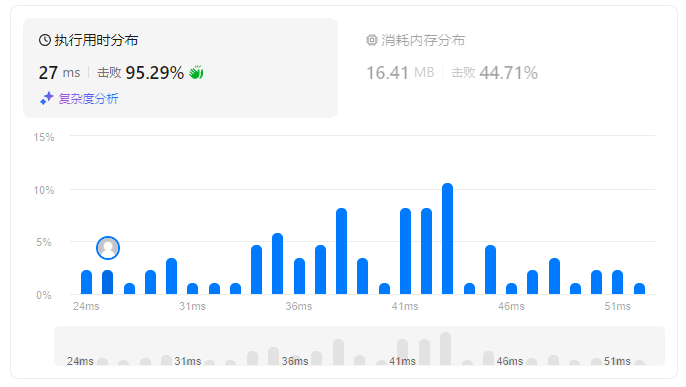 执行用时分布
27 ms 击败 95.29%
复杂度分析
消耗内存分布
16.41 MB 击败 44.71%
15%
10%
5%
0%
24ms 31ms 36ms 41ms 46ms 51ms
24ms 31ms 36ms 41ms 46ms 51ms